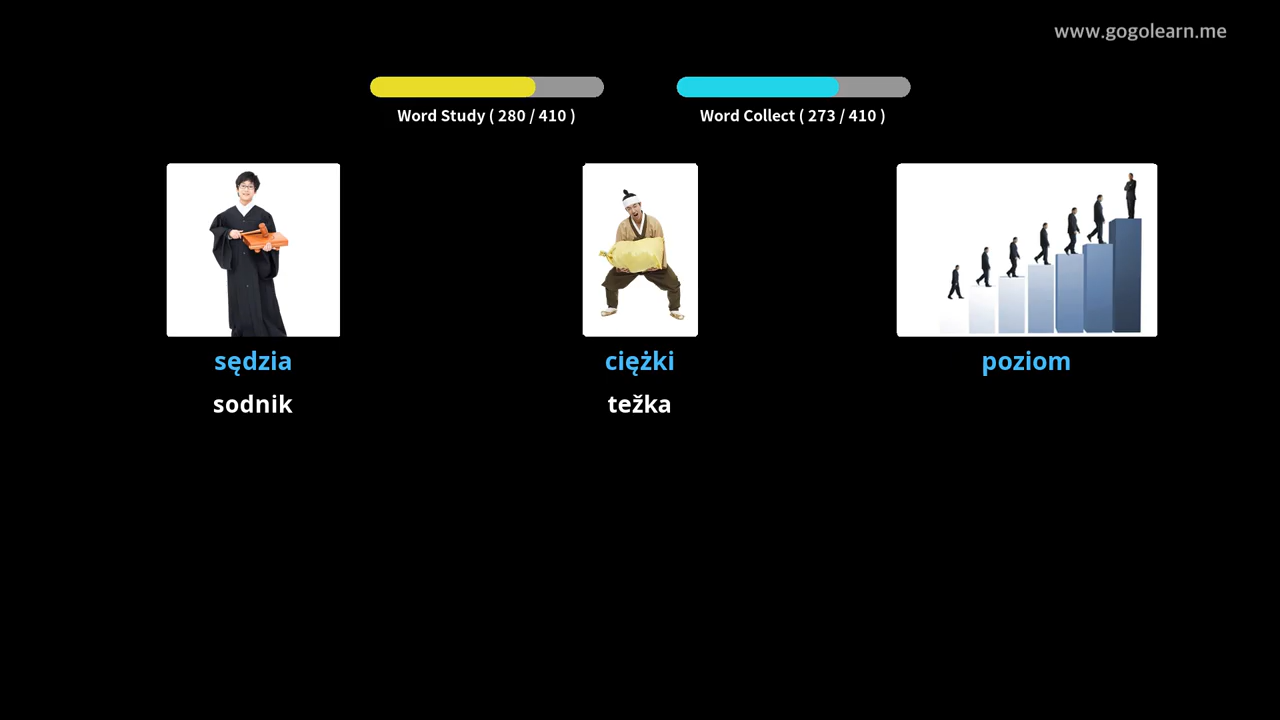 www.gogolearn.me
Word Study ( 280 / 410 )
Word Collect ( 273 / 410 )
sędzia
ciężki
poziom
sodnik
težka